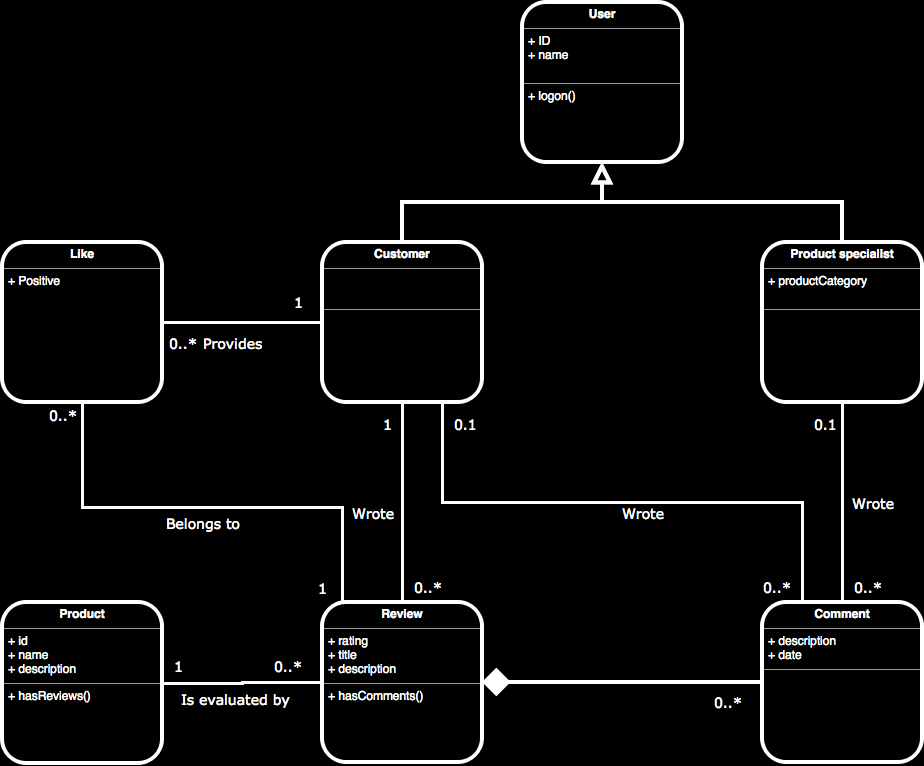 User
+ ID
+ name
+ logon()
Like
+ Positive
Customer
Product specialist
+ productCategory
1
0..* Provides
0..*
1
0.1
0.1
Belongs to
Wrote
Wrote
Wrote
1
0..*
0..*
0..*
Product
+ id
+ name
+ description
+ hasReviews()
1
0..*
Is evaluated by
Review
+ rating
+ title
+ description
+ hasComments()
0..*
Comment
+ description
+ date